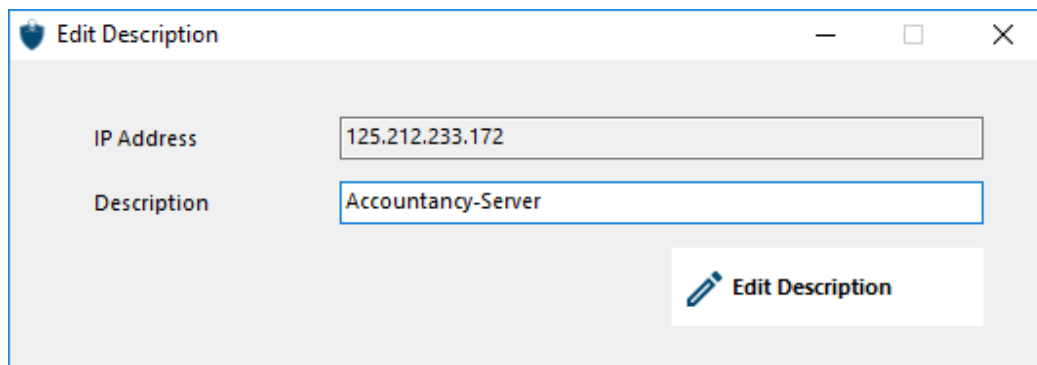 Edit Description
IP Address 125.212.233.172
Description Accountancy-Server
Edit Description